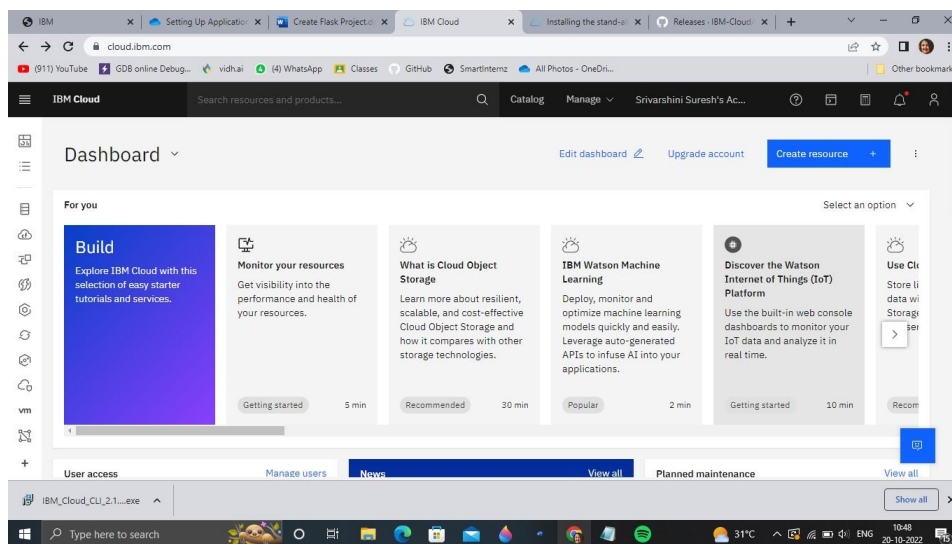 IBM
Setting Up Application
Create Flask Project.d
IBM Cloud
Installing the stand-al
Releases · IBM-Cloud
cloud.ibm.com
(911) YouTube
GDB online Debug...
vidh.ai
(4) WhatsApp
Classes
GitHub
SmartInternz
All Photos - OneDri...
Other bookmark
IBM Cloud
Search resources and products...
Catalog
Manage
Srivarshini Suresh's Ac...
Dashboard
Edit dashboard
Upgrade account
Create resource +
For you
Select an option
Build
Explore IBM Cloud with this
selection of easy starter
tutorials and services.
Monitor your resources
Get visibility into the
performance and health of
your resources.
Getting started
5 min
What is Cloud Object
Storage
Learn more about resilient,
scalable, and cost-effective
Cloud Object Storage and
how it compares with other
storage technologies.
Recommended
30 min
IBM Watson Machine
Learning
Deploy, monitor and
optimize machine learning
models quickly and easily.
Leverage auto-generated
APIs to infuse AI into your
applications.
Popular
2 min
Discover the Watson
Internet of Things (IoT)
Platform
Use the built-in web console
dashboards to monitor your
IoT data and analyze it in
real time.
Getting started
10 min
Use Clo
Store li
data wi
Storage
ser
Recom
vm
User access
Manage users
News
View all
Planned maintenance
View all
IBM_Cloud_CLI_2.1....exe
Show all
Type here to search
31°C
ENG
10:48
20-10-2022